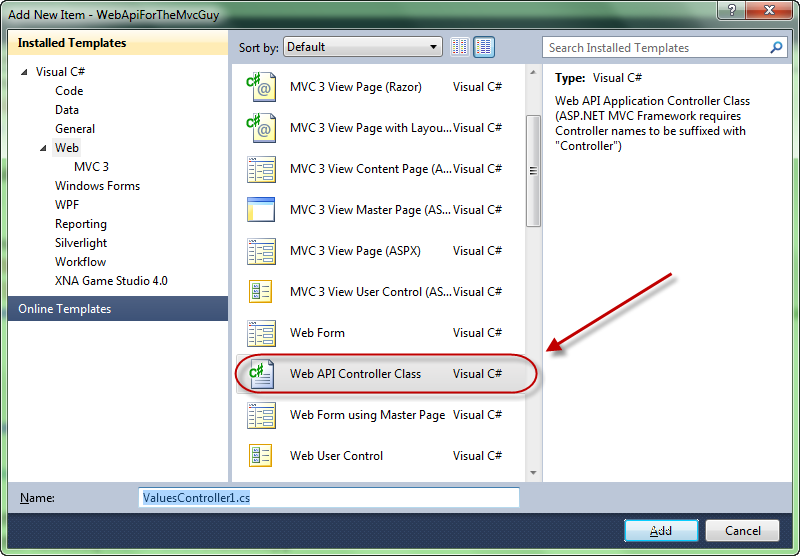 Add New Item - WebApiForTheMvcGuy
Installed Templates
Sort by: Default
Search Installed Templates
Visual C#
Code
Data
General
Web
MVC 3
Windows Forms
WPF
Reporting
Silverlight
Workflow
XNA Game Studio 4.0
Online Templates
MVC 3 View Page (Razor) Visual C#
MVC 3 View Page with Layou... Visual C#
MVC 3 View Content Page (A... Visual C#
MVC 3 View Master Page (AS... Visual C#
MVC 3 View Page (ASPX) Visual C#
MVC 3 View User Control (AS... Visual C#
Web Form Visual C#
Web API Controller Class Visual C#
Web Form using Master Page Visual C#
Web User Control Visual C#
Type: Visual C#
Web API Application Controller Class
(ASP.NET MVC Framework requires
Controller names to be suffixed with
"Controller")
Name: ValuesController1.cs
Add Cancel